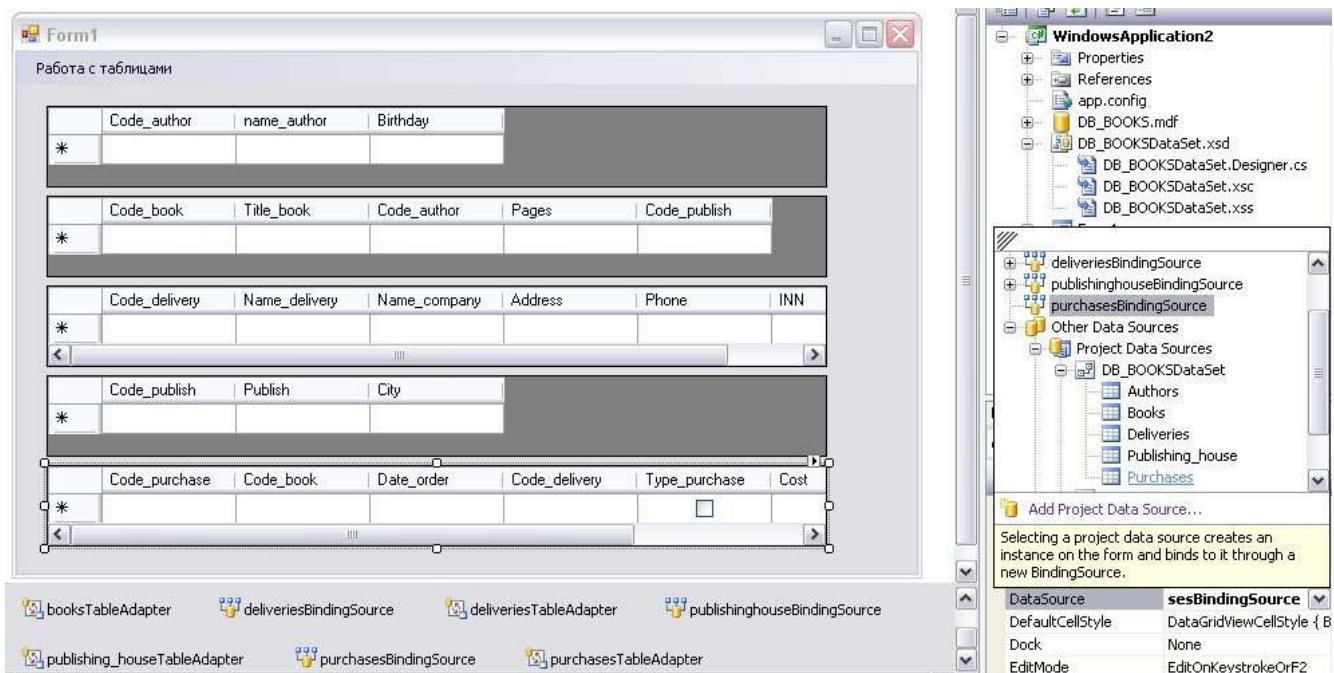 Form1
Работа с таблицами
Code_author name_author Birthday
Code_book Title_book Code_author Pages Code_publish
Code_delivery Name_delivery Name_company Address Phone INN
Code_publish Publish City
Code_purchase Code_book Date_order Code_delivery Type_purchase Cost
booksTableAdapter deliveriesBindingSource deliveriesTableAdapter publishinghouseBindingSource
publishing_houseTableAdapter purchasesBindingSource purchasesTableAdapter
WindowsApplication2
Properties
References
app.config
DB_BOOKS.mdf
DB_BOOKSDataSet.xsd
DB_BOOKSDataSet.Designer.cs
DB_BOOKSDataSet.xsc
DB_BOOKSDataSet.xss
deliveriesBindingSource
publishinghouseBindingSource
purchasesBindingSource
Other Data Sources
Project Data Sources
DB_BOOKSDataSet
Authors
Books
Deliveries
Publishing_house
Purchases
Add Project Data Source...
Selecting a project data source creates an
instance on the form and binds to it through a
new BindingSource.
DataSource sesBindingSource
DefaultCellStyle DataGridViewCellStyle { B
Dock None
EditMode EditOnKeystrokeOrF2